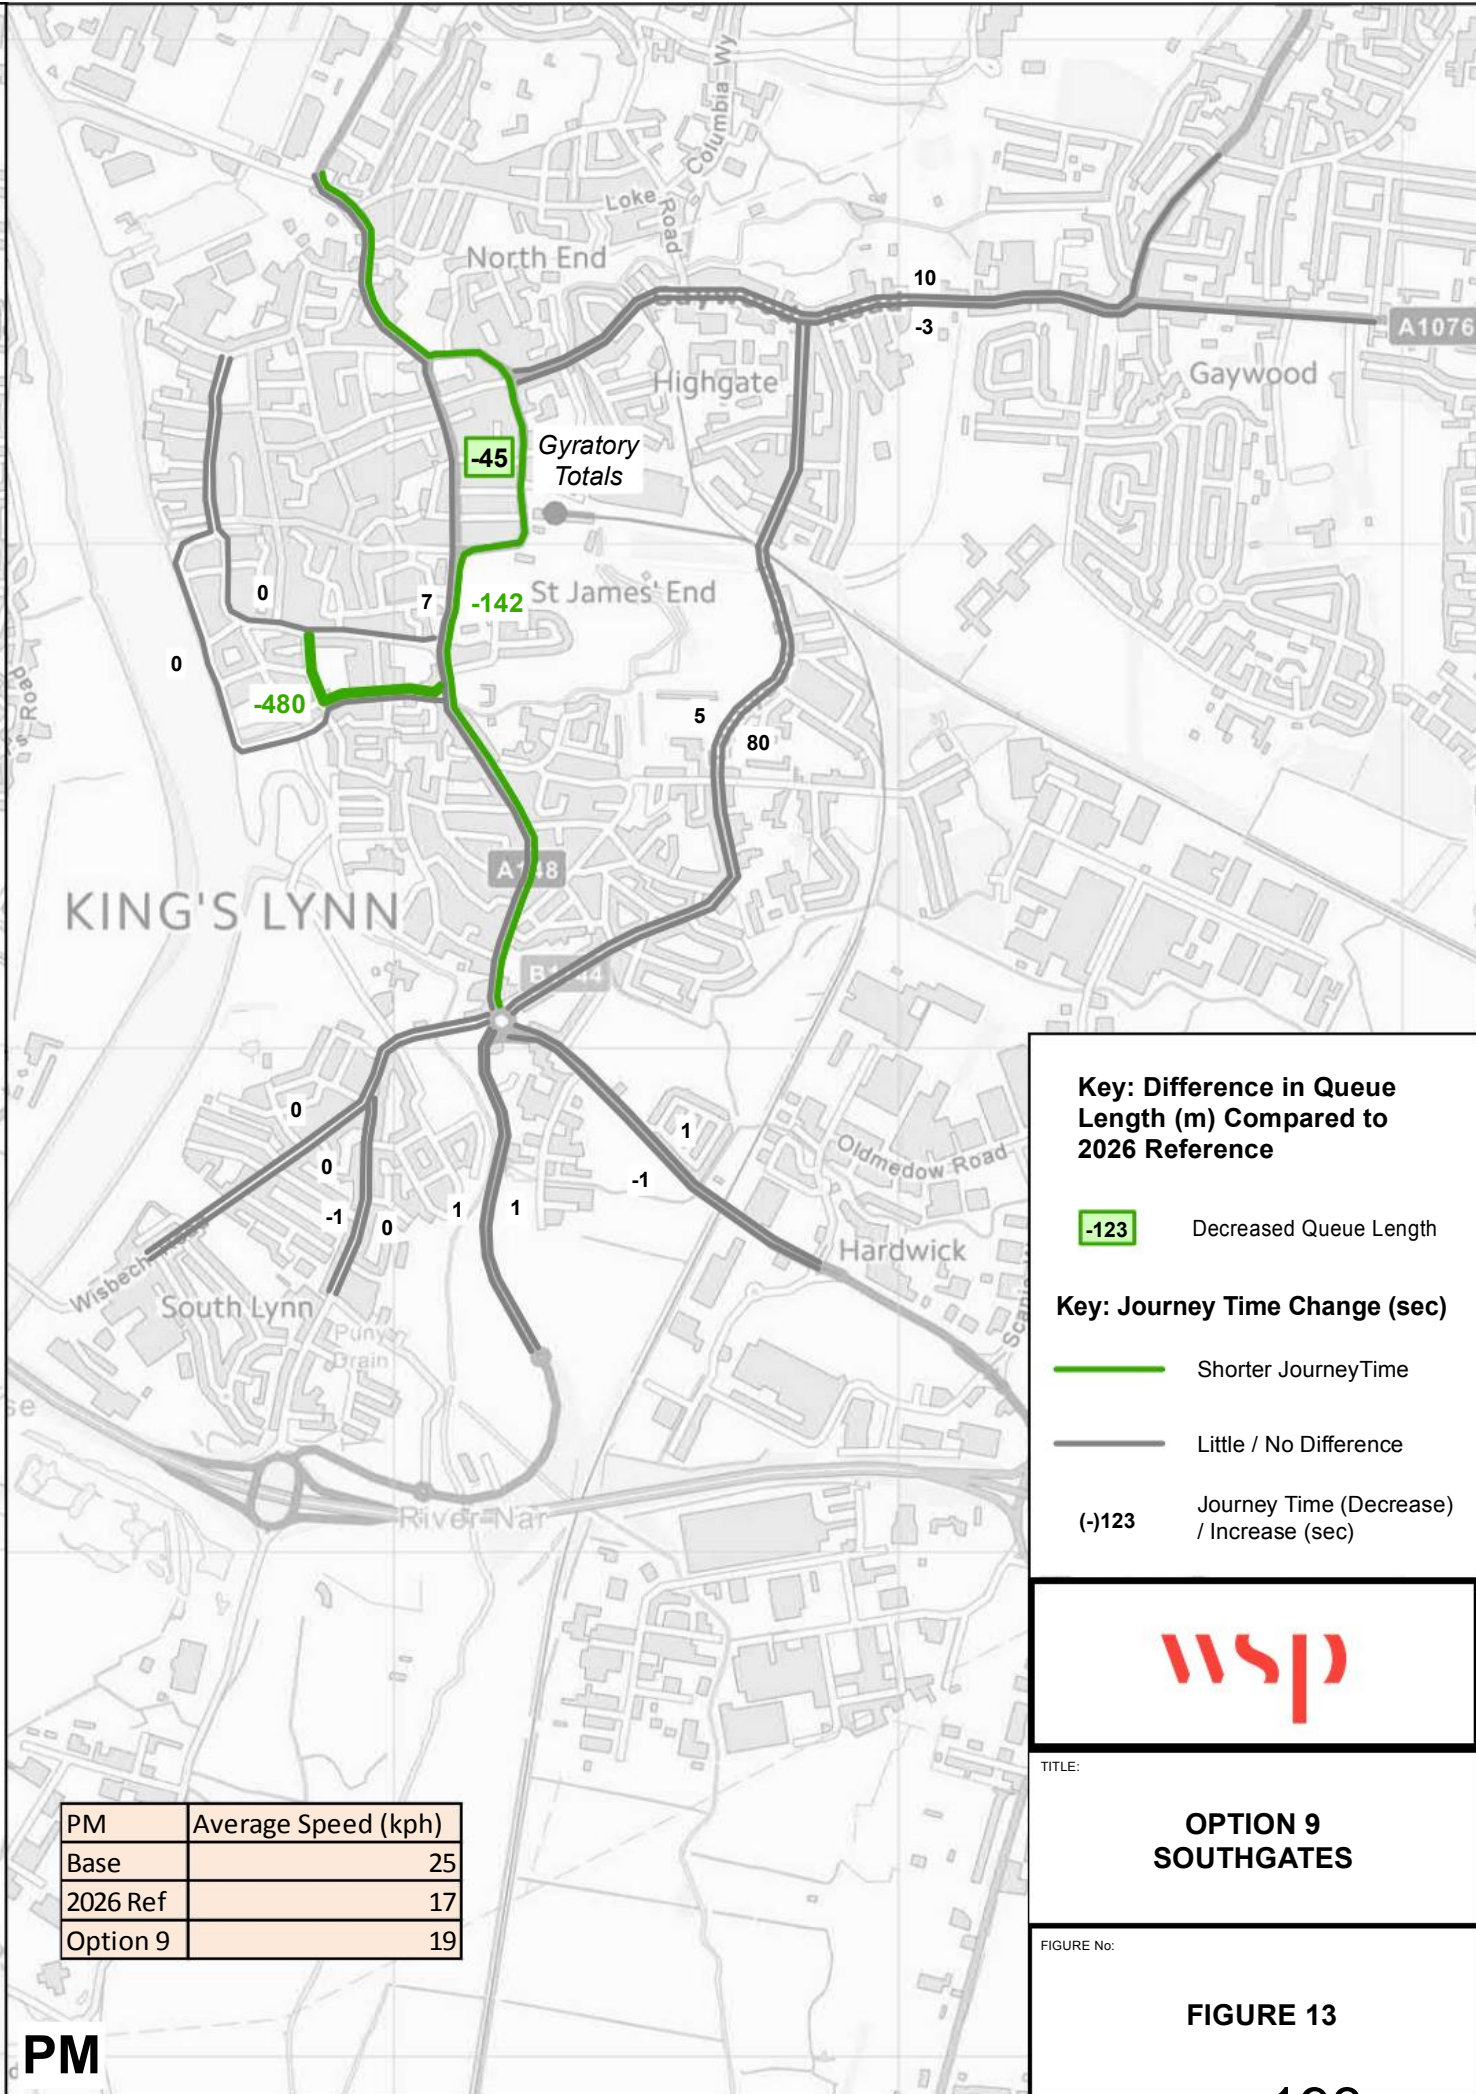 Columbia Wy
Loke Road
North End
10
-3
A1076
Gaywood
Highgate
-45
Gyratory
Totals
0
7
-142
St James' End
0
-480
5
80
A148
KING'S LYNN
0
0
-1
0
1
1
1
-1
Oldmedow Road
Hardwick
Wisbech
South Lynn
Puny
Drain
River Nar
Key: Difference in Queue
Length (m) Compared to
2026 Reference
-123 Decreased Queue Length
Key: Journey Time Change (sec)
Shorter JourneyTime
Little / No Difference
(-)123 Journey Time (Decrease)
/ Increase (sec)
wsp
TITLE:
OPTION 9
SOUTHGATES
FIGURE No:
FIGURE 13
PM Average Speed (kph)
Base 25
2026 Ref 17
Option 9 19
PM